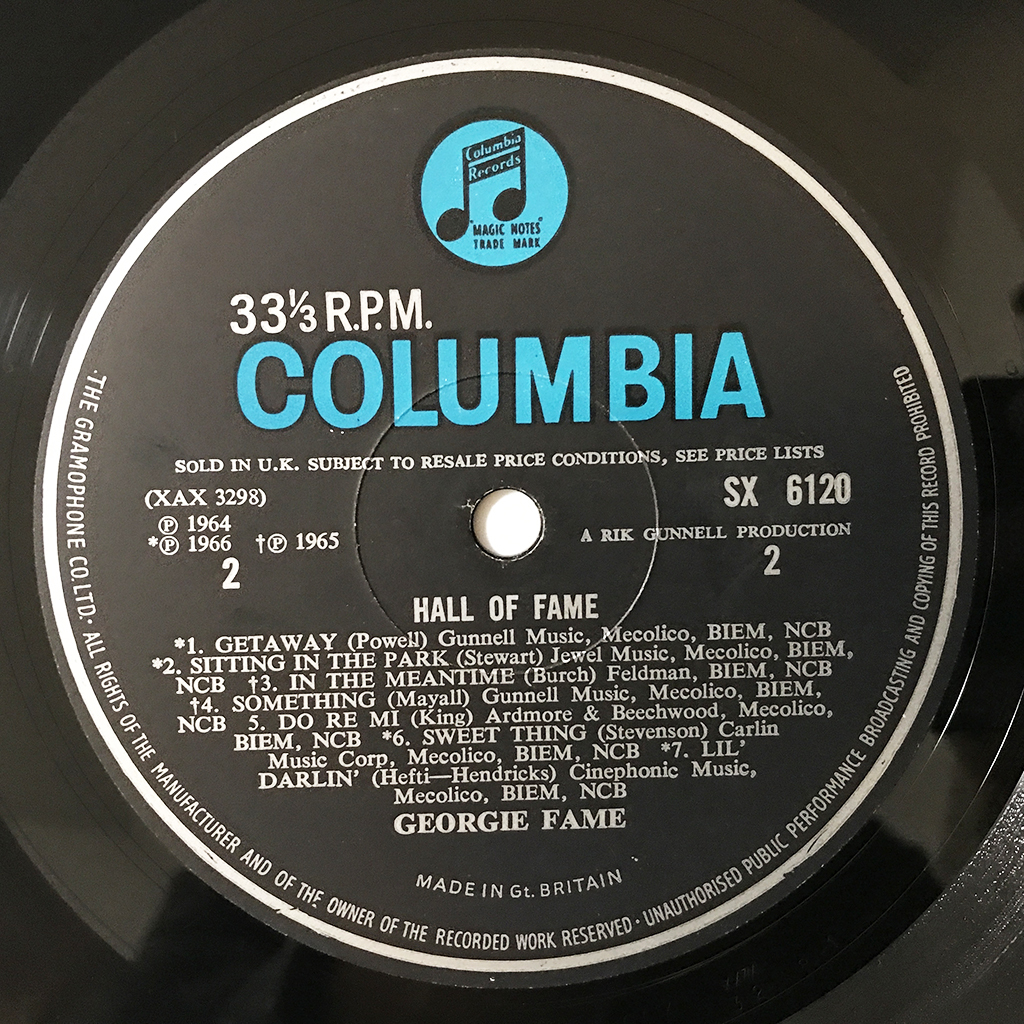 Columbia
Records
"MAGIC NOTES"
TRADE MARK
33⅓ R.P.M.
COLUMBIA
SOLD IN U.K. SUBJECT TO RESALE PRICE CONDITIONS, SEE PRICE LISTS
(XAX 3298)
SX 6120
Ⓟ 1964
*Ⓟ 1966 †Ⓟ 1965
A RIK GUNNELL PRODUCTION
2
2
HALL OF FAME
*1. GETAWAY (Powell) Gunnell Music, Mecolico, BIEM, NCB
*2. SITTING IN THE PARK (Stewart) Jewel Music, Mecolico, BIEM,
NCB †3. IN THE MEANTIME (Burch) Feldman, BIEM, NCB
†4. SOMETHING (Mayall) Gunnell Music, Mecolico, BIEM,
NCB 5. DO RE MI (King) Ardmore & Beechwood, Mecolico,
BIEM, NCB *6. SWEET THING (Stevenson) Carlin
Music Corp, Mecolico, BIEM, NCB *7. LIL'
DARLIN' (Hefti—Hendricks) Cinephonic Music,
Mecolico, BIEM, NCB
GEORGIE FAME
MADE IN Gt. BRITAIN
·THE GRAMOPHONE CO. LTD· ALL RIGHTS OF THE MANUFACTURER AND OF THE OWNER OF THE RECORDED WORK RESERVED · UNAUTHORISED PUBLIC PERFORMANCE BROADCASTING AND COPYING OF THIS RECORD PROHIBITED